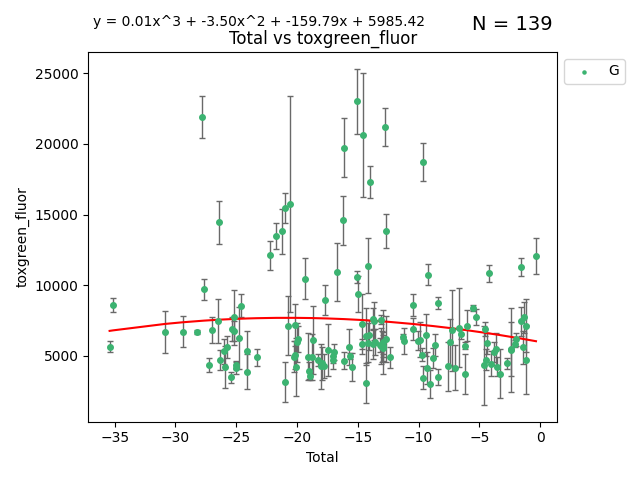 y = 0.01x^3 + -3.50x^2 + -159.79x + 5985.42
N = 139
Total vs toxgreen_fluor
G
25000
20000
15000
10000
5000
toxgreen_fluor
−35
−30
−25
−20
−15
−10
−5
0
Total